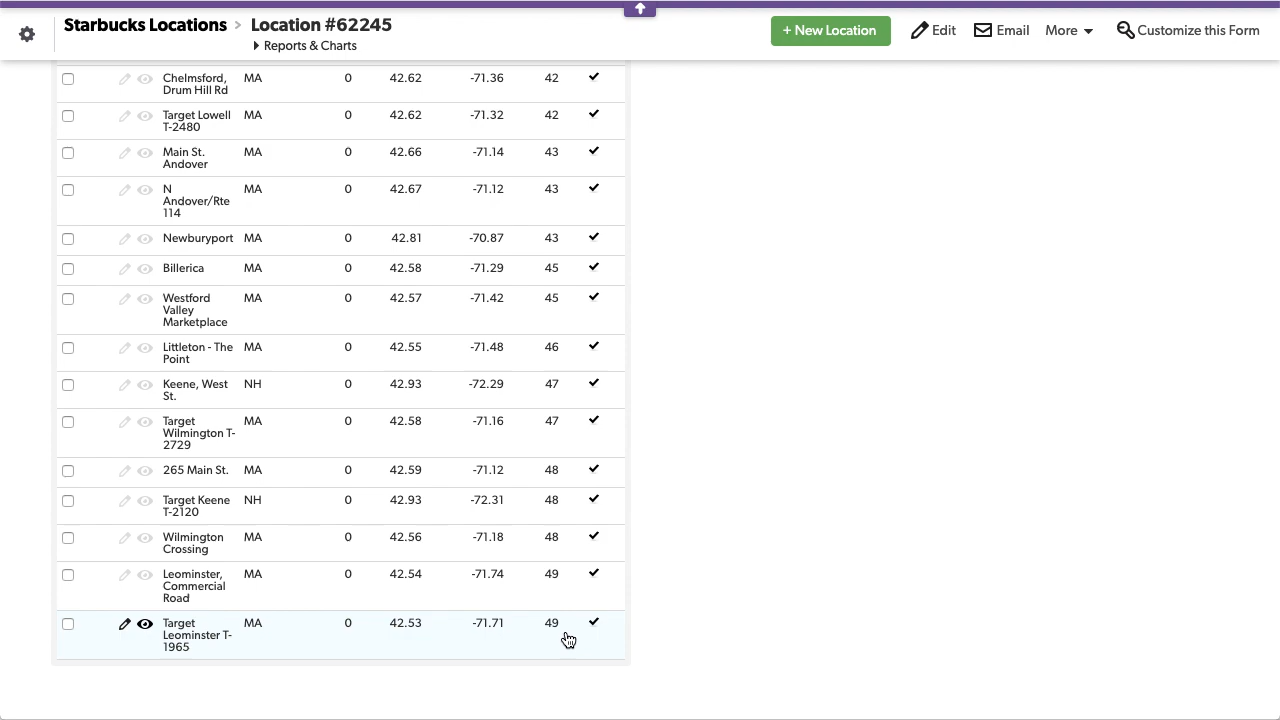 Starbucks Locations > Location #62245
Reports & Charts
+ New Location
Edit
Email
More
Customize this Form
Chelmsford, MA 0 42.62 -71.36 42
Drum Hill Rd
Target Lowell MA 0 42.62 -71.32 42
T-2480
Main St. MA 0 42.66 -71.14 43
Andover
N MA 0 42.67 -71.12 43
Andover/Rte
114
Newburyport MA 0 42.81 -70.87 43
Billerica MA 0 42.58 -71.29 45
Westford MA 0 42.57 -71.42 45
Valley
Marketplace
Littleton - The MA 0 42.55 -71.48 46
Point
Keene, West NH 0 42.93 -72.29 47
St.
Target MA 0 42.58 -71.16 47
Wilmington T-
2729
265 Main St. MA 0 42.59 -71.12 48
Target Keene NH 0 42.93 -72.31 48
T-2120
Wilmington MA 0 42.56 -71.18 48
Crossing
Leominster, MA 0 42.54 -71.74 49
Commercial
Road
Target MA 0 42.53 -71.71 49
Leominster T-
1965